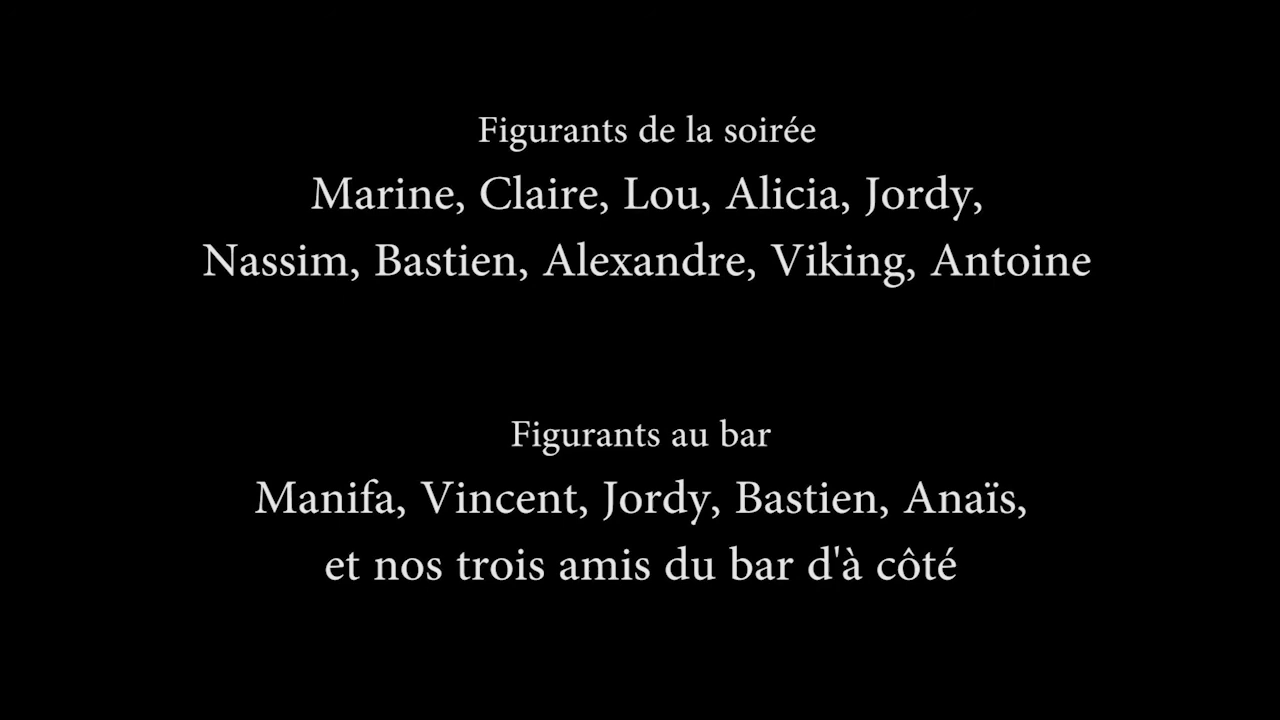 Figurants de la soirée
Marine, Claire, Lou, Alicia, Jordy,
Nassim, Bastien, Alexandre, Viking, Antoine
Figurants au bar
Manifa, Vincent, Jordy, Bastien, Anaïs,
et nos trois amis du bar d'à côté